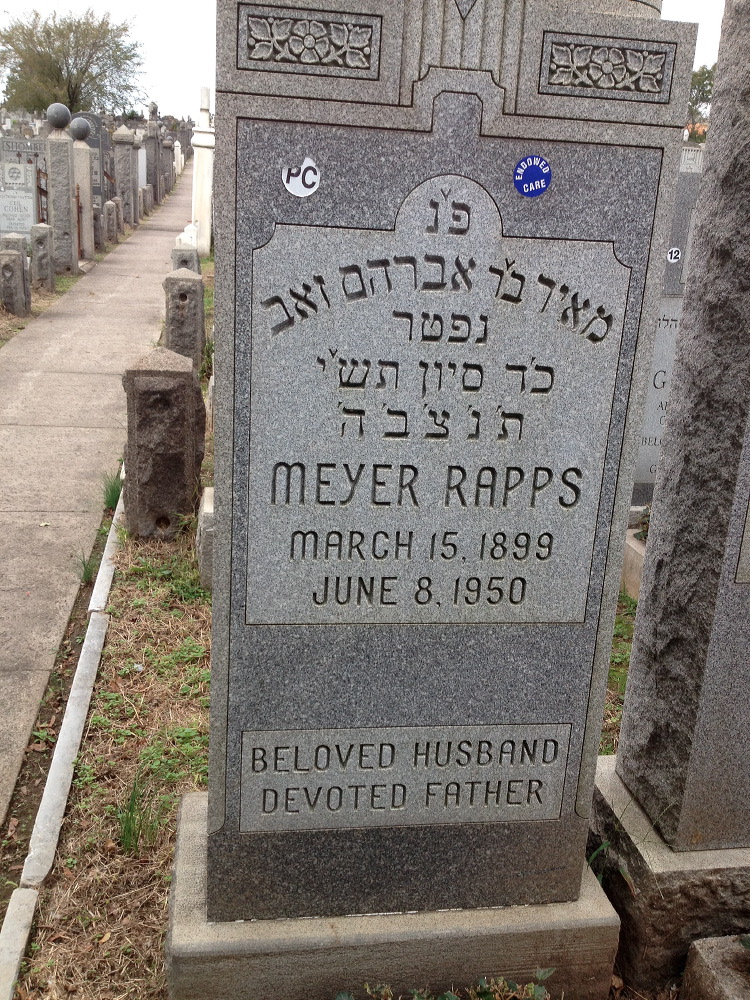 PC
ENDOWED CARE
פ"נ
מאיר ב"ר אברהם זאב
נפטר
כ"ד סיון תש"י
ת' נ' צ' ב' ה'
MEYER RAPPS
MARCH 15, 1899
JUNE 8, 1950
BELOVED HUSBAND
DEVOTED FATHER
COHEN
12